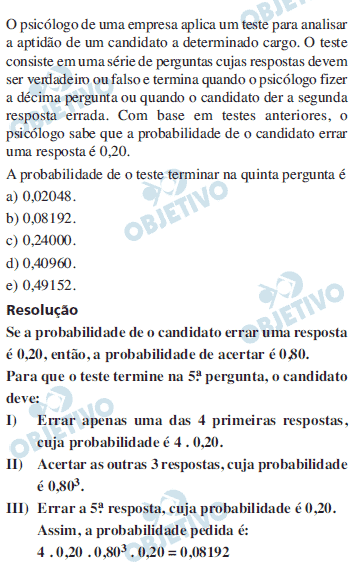 O psicólogo de uma empresa aplica um teste para analisar
a aptidão de um candidato a determinado cargo. O teste
consiste em uma série de perguntas cujas respostas devem
ser verdadeiro ou falso e termina quando o psicólogo fizer
a décima pergunta ou quando o candidato der a segunda
resposta errada. Com base em testes anteriores, o
psicólogo sabe que a probabilidade de o candidato errar
uma resposta é 0,20.
A probabilidade de o teste terminar na quinta pergunta é
a) 0,02048.
b) 0,08192.
c) 0,24000.
d) 0,40960.
e) 0,49152.
Resolução
Se a probabilidade de o candidato errar uma resposta
é 0,20, então, a probabilidade de acertar é 0,80.
Para que o teste termine na 5ª pergunta, o candidato
deve:
I) Errar apenas uma das 4 primeiras respostas,
cuja probabilidade é 4 . 0,20.
II) Acertar as outras 3 respostas, cuja probabilidade
é 0,80³.
III) Errar a 5ª resposta, cuja probabilidade é 0,20.
Assim, a probabilidade pedida é:
4 . 0,20 . 0,80³ . 0,20 = 0,08192
OBJETIVO
OBJETIVO
OBJETIVO
OBJETIVO
OBJETIVO
OBJETIVO